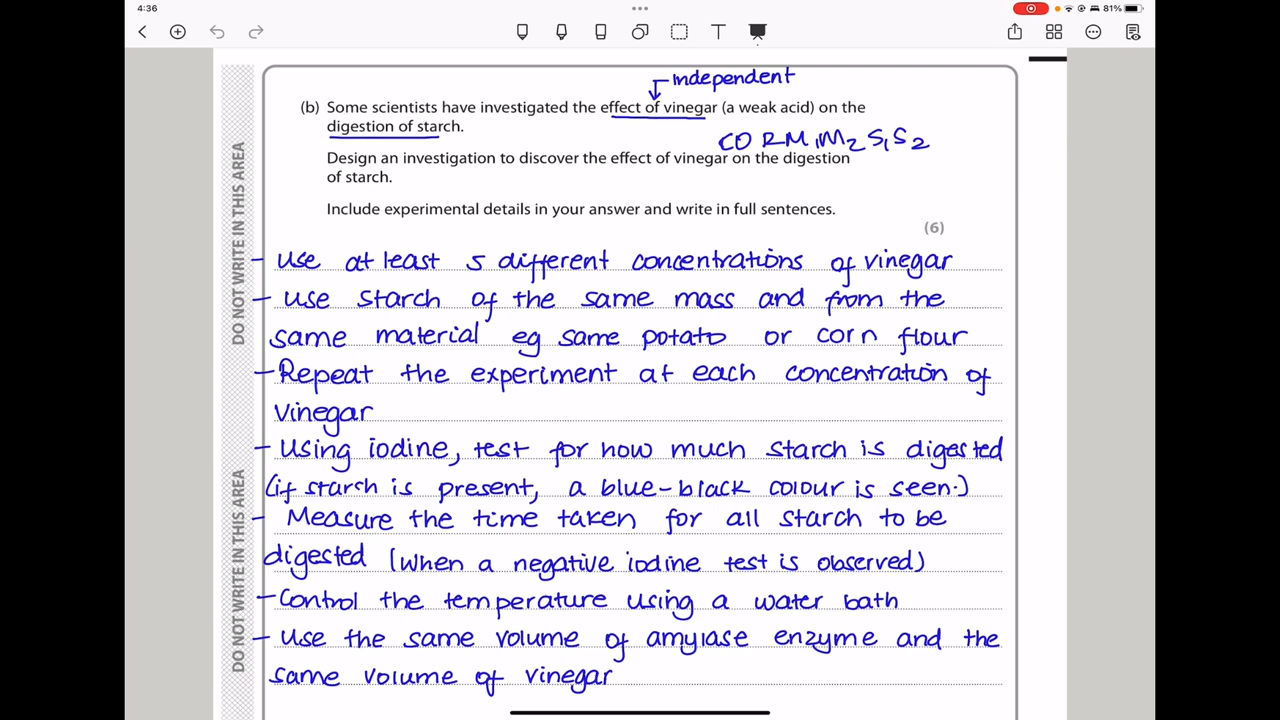 4:36
81%
independent
(b) Some scientists have investigated the effect of vinegar (a weak acid) on the
digestion of starch.
CORM1M2 S1S2
Design an investigation to discover the effect of vinegar on the digestion
of starch.
Include experimental details in your answer and write in full sentences.
(6)
- Use at least 5 different concentrations of vinegar
- Use starch of the same mass and from the
same material eg same potato or corn flour
- Repeat the experiment at each concentration of
vinegar
- Using iodine, test for how much starch is digested
(if starch is present, a blue-black colour is seen.)
- Measure the time taken for all starch to be
digested (when a negative iodine test is observed)
- Control the temperature using a water bath
- Use the same volume of amylase enzyme and the
same volume of vinegar
DO NOT WRITE IN THIS AREA
DO NOT WRITE IN THIS AREA